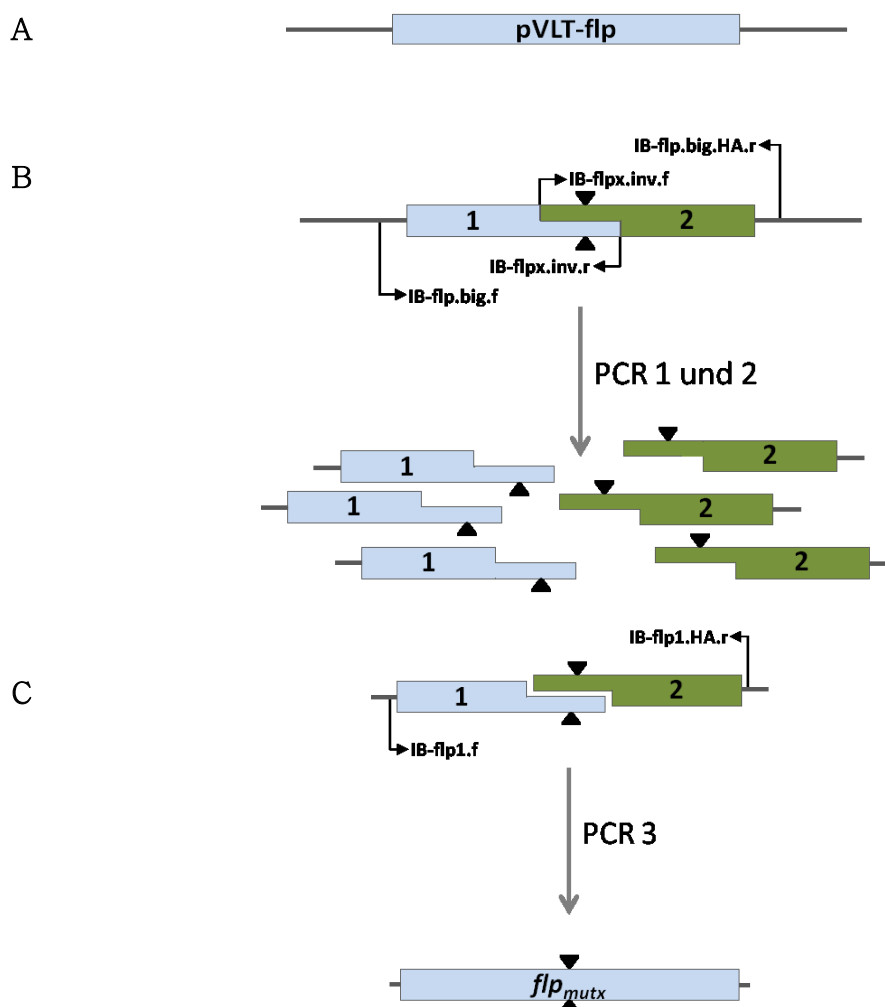 A
pVLT-flp
IB-flp.big.HA.r
B
IB-flpx.inv.f
1
2
IB-flpx.inv.r
IB-flp.big.f
PCR 1 und 2
1
2
1
2
1
2
IB-flp1.HA.r
C
1
2
IB-flp1.f
PCR 3
flpmutx